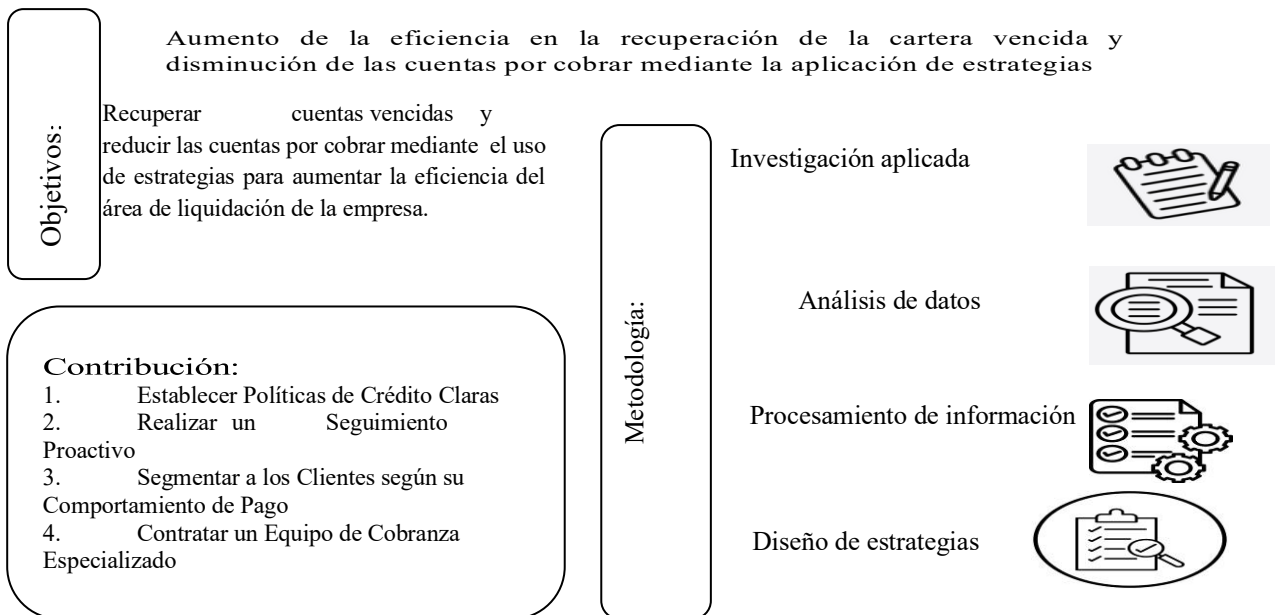 Aumento de la eficiencia en la recuperación de la cartera vencida y
disminución de las cuentas por cobrar mediante la aplicación de estrategias
Objetivos:
Recuperar cuentas vencidas y
reducir las cuentas por cobrar mediante el uso
de estrategias para aumentar la eficiencia del
área de liquidación de la empresa.
Contribución:
1. Establecer Políticas de Crédito Claras
2. Realizar un Seguimiento
Proactivo
3. Segmentar a los Clientes según su
Comportamiento de Pago
4. Contratar un Equipo de Cobranza
Especializado
Metodología:
Investigación aplicada
Análisis de datos
Procesamiento de información
Diseño de estrategias